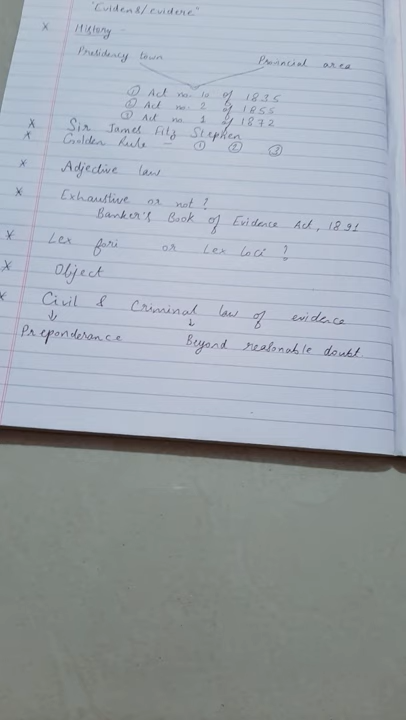 "Evidens/evidere"
x History -
Presidency town Provincial area
① Act no. 10 of 1835
② Act no. 2 of 1855
③ Act no. 1 of 1872
x Sir James Fitz Stephen
x Golden Rule - ① ② ③
x Adjective law
x Exhaustive or not?
Banker's Book of Evidence Act, 1891
x Lex fori or Lex loci?
x Object
x Civil & Criminal law of evidence
↓ ↓
Preponderance Beyond reasonable doubt